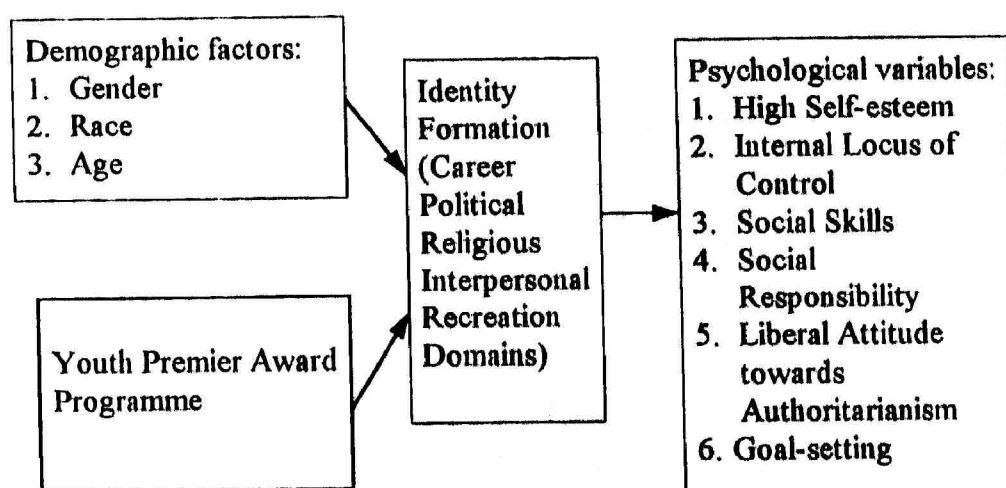 Demographic factors:
1. Gender
2. Race
3. Age
Youth Premier Award
Programme
Identity
Formation
(Career
Political
Religious
Interpersonal
Recreation
Domains)
Psychological variables:
1. High Self-esteem
2. Internal Locus of
Control
3. Social Skills
4. Social
Responsibility
5. Liberal Attitude
towards
Authoritarianism
6. Goal-setting